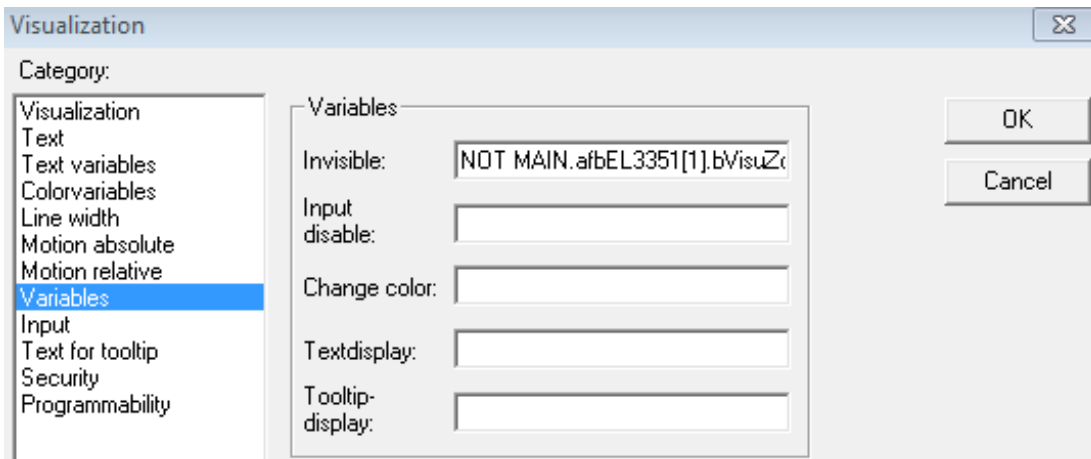 Visualization
Category:
Visualization
Text
Text variables
Colorvariables
Line width
Motion absolute
Motion relative
Variables
Input
Text for tooltip
Security
Programmability
Variables
Invisible:
NOT MAIN.afbEL3351[1].bVisuZ
Input
disable:
Change color:
Textdisplay:
Tooltip-
display:
OK
Cancel